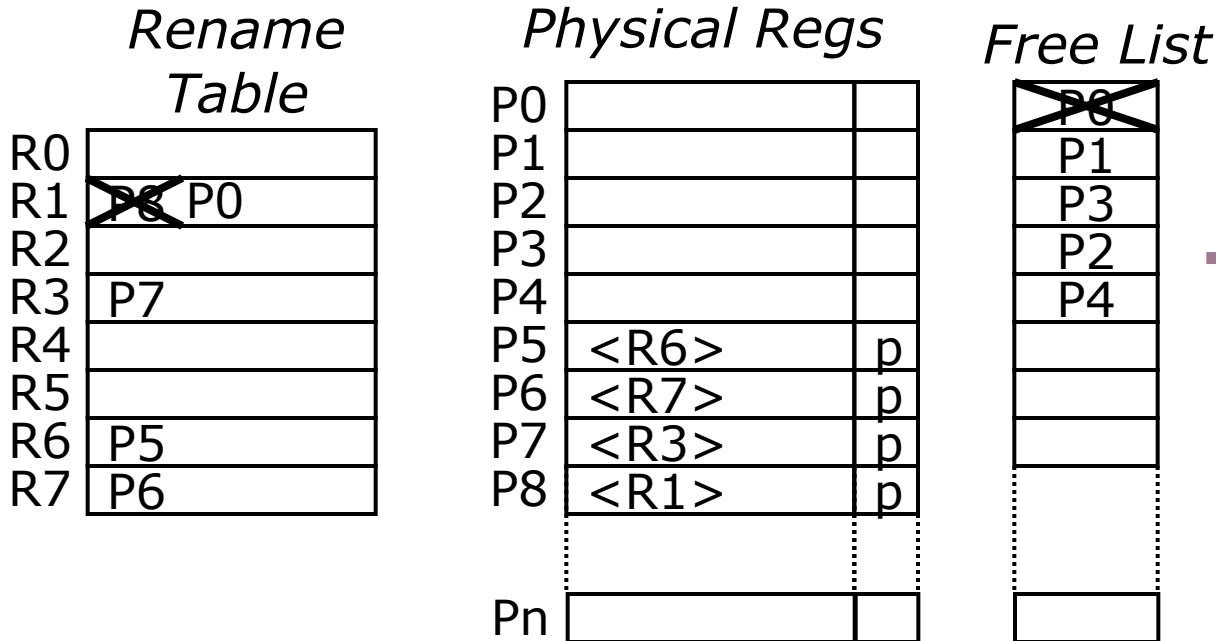 Rename
Table
R0
R1 P8 P0
R2
R3 P7
R4
R5
R6 P5
R7 P6
Physical Regs
P0
P1
P2
P3
P4
P5 <R6> p
P6 <R7> p
P7 <R3> p
P8 <R1> p
Pn
Free List
P0
P1
P3
P2
P4